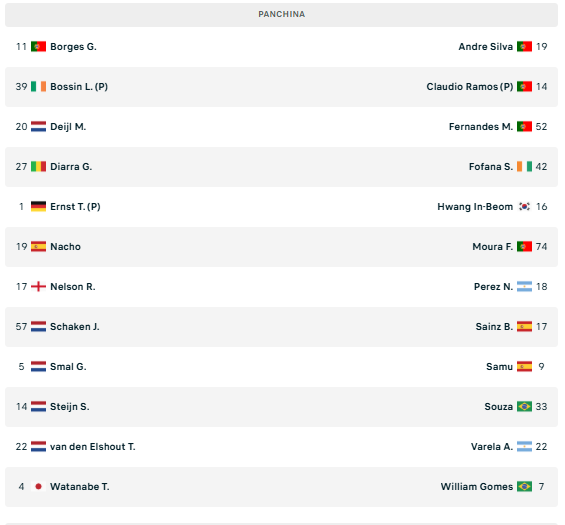 PANCHINA
11 Borges G. Andre Silva 19
39 Bossin L. (P) Claudio Ramos (P) 14
20 Deijl M. Fernandes M. 52
27 Diarra G. Fofana S. 42
1 Ernst T. (P) Hwang In-Beom 16
19 Nacho Moura F. 74
17 Nelson R. Perez N. 18
57 Schaken J. Sainz B. 17
5 Smal G. Samu 9
14 Steijn S. Souza 33
22 van den Elshout T. Varela A. 22
4 Watanabe T. William Gomes 7